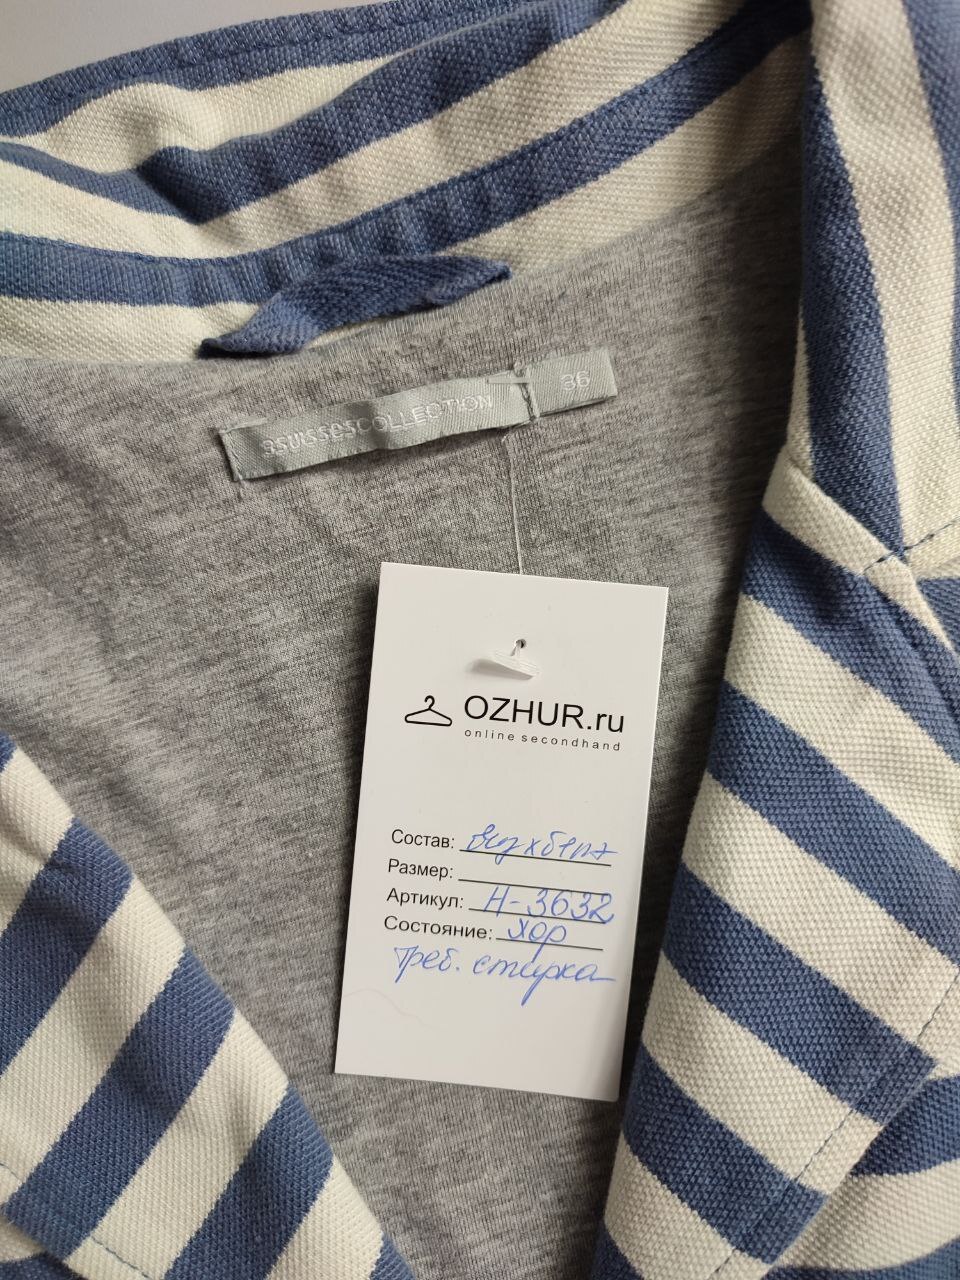 3SUISSESCOLLECTION 36
OZHUR.ru
online secondhand
Состав:
Размер:
Артикул: Н-3632
Состояние: хор
треб. стирка